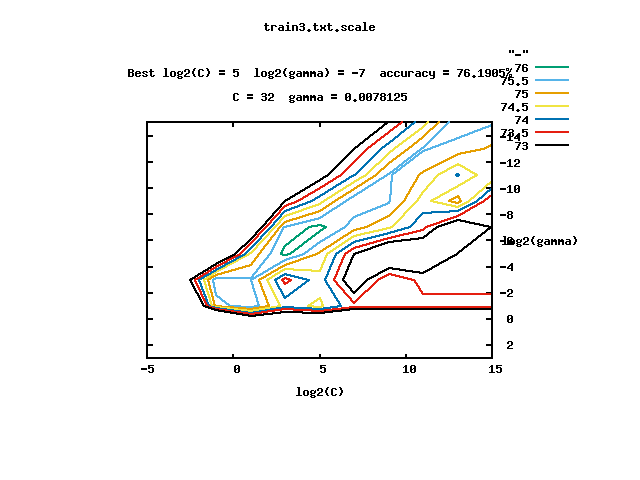 train3.txt.scale
"-"
Best log2(C) = 5  log2(gamma) = -7  accuracy = 76.1905%
76
75.5
C = 32  gamma = 0.0078125
75
74.5
74
73.5
73
-14
-12
-10
-8
-6
log2(gamma)
-4
-2
0
2
-5 0 5 10 15
log2(C)